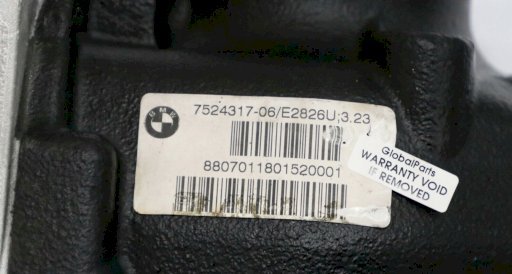 BMW
7524317-06/E2826U;3.23
8807011801520001
GlobalParts
WARRANTY VOID
IF REMOVED